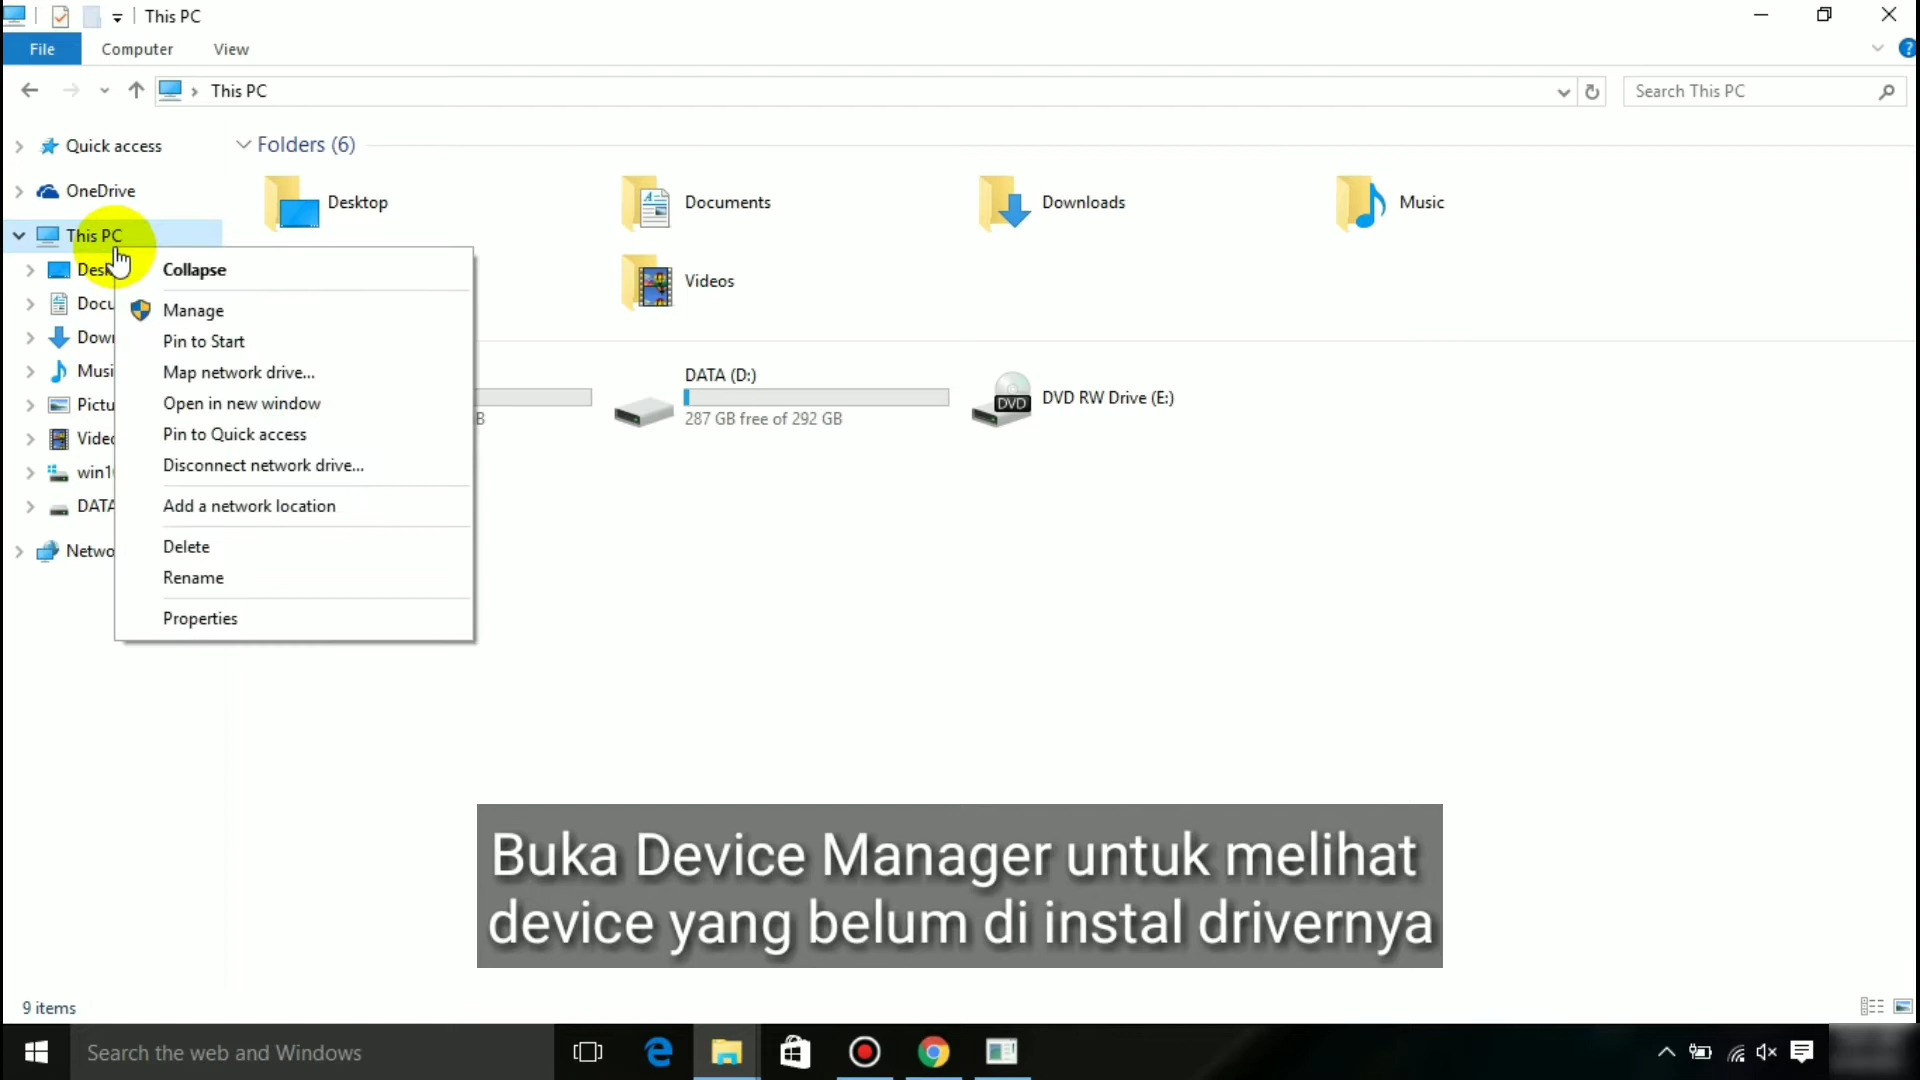 This PC
File
Computer
View
This PC
Search This PC
Quick access
OneDrive
This PC
Folders (6)
Desktop
Documents
Downloads
Music
Videos
Collapse
Manage
Pin to Start
Map network drive...
Open in new window
Pin to Quick access
Disconnect network drive...
Add a network location
Delete
Rename
Properties
DATA (D:)
287 GB free of 292 GB
DVD
DVD RW Drive (E:)
Buka Device Manager untuk melihat
device yang belum di instal drivernya
9 items
Search the web and Windows